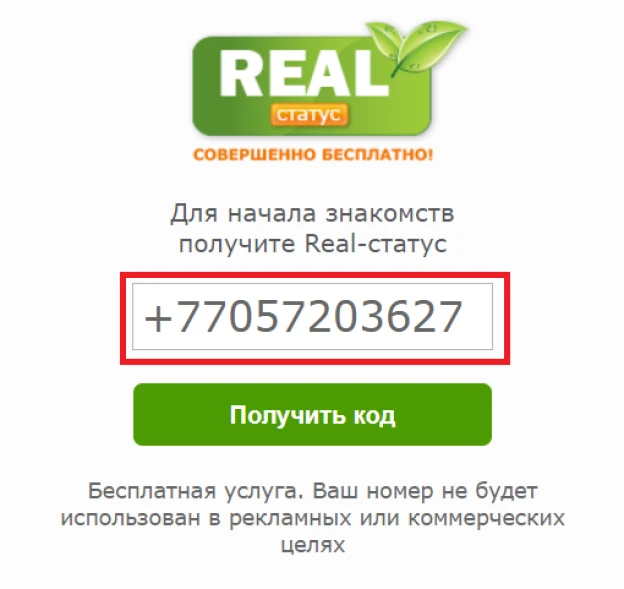 REAL
статус
СОВЕРШЕННО БЕСПЛАТНО!
Для начала знакомств
получите Real-статус
+77057203627
Получить код
Бесплатная услуга. Ваш номер не будет
использован в рекламных или коммерческих
целях